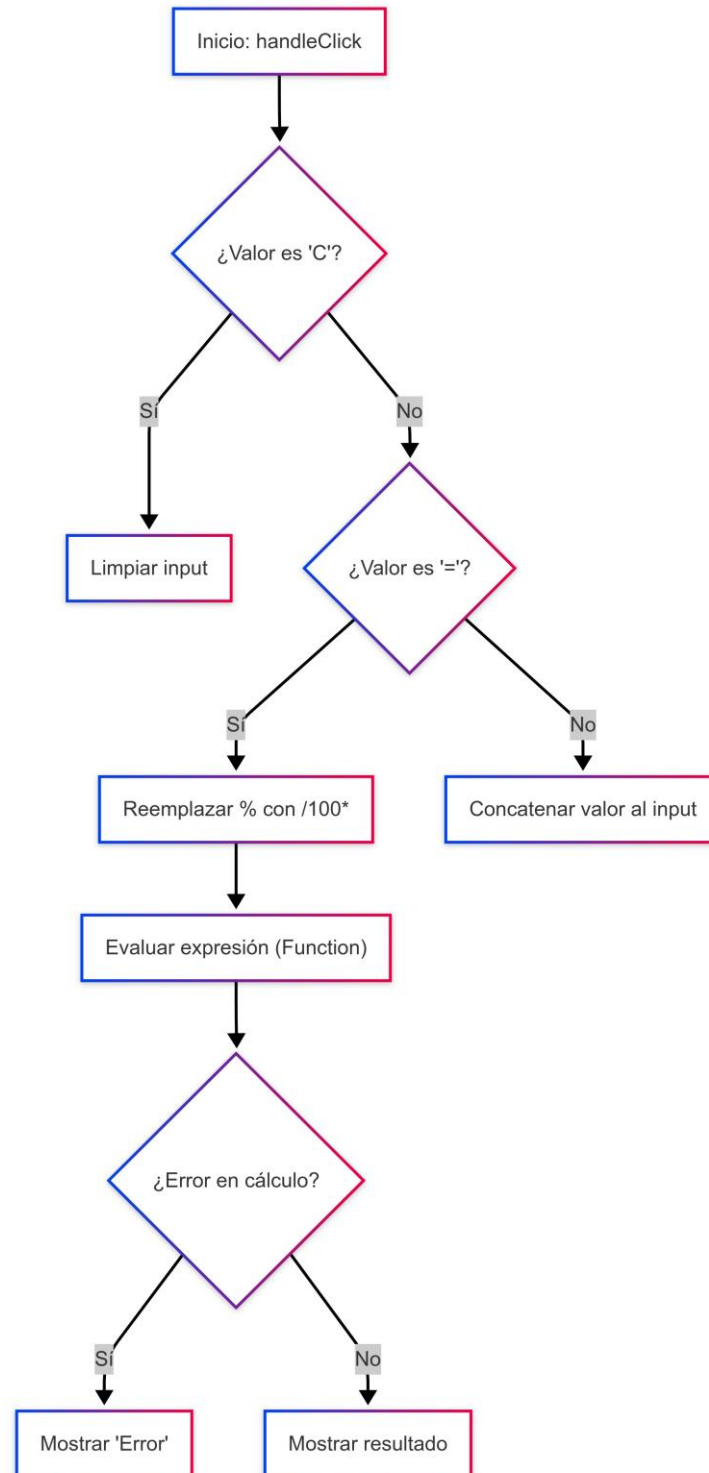 Inicio: handleClick
¿Valor es 'C'?
Sí
No
Limpiar input
¿Valor es '='?
Sí
No
Reemplazar % con /100*
Concatenar valor al input
Evaluar expresión (Function)
¿Error en cálculo?
Sí
No
Mostrar 'Error'
Mostrar resultado